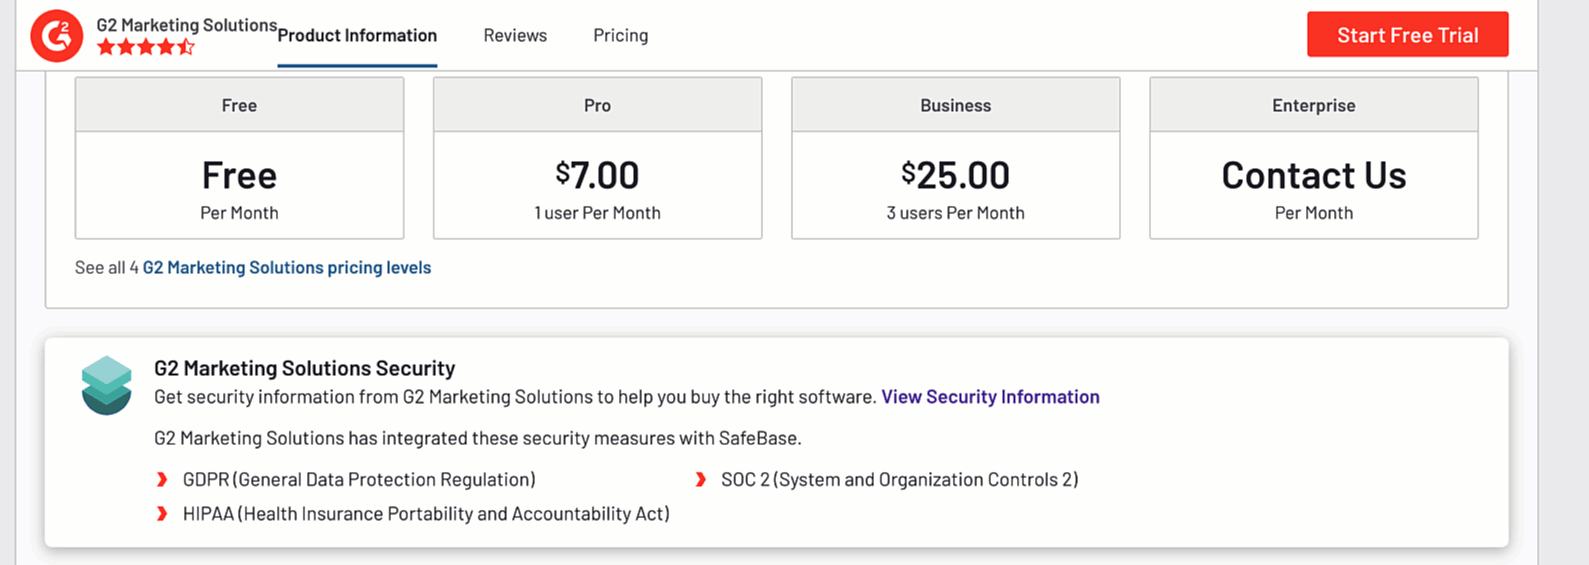 G2 Marketing Solutions
Product Information
Reviews
Pricing
Start Free Trial
Free
Free
Per Month
Pro
$7.00
1 user Per Month
Business
$25.00
3 users Per Month
Enterprise
Contact Us
Per Month
See all 4 G2 Marketing Solutions pricing levels
G2 Marketing Solutions Security
Get security information from G2 Marketing Solutions to help you buy the right software. View Security Information
G2 Marketing Solutions has integrated these security measures with SafeBase.
GDPR (General Data Protection Regulation)
SOC 2 (System and Organization Controls 2)
HIPAA (Health Insurance Portability and Accountability Act)